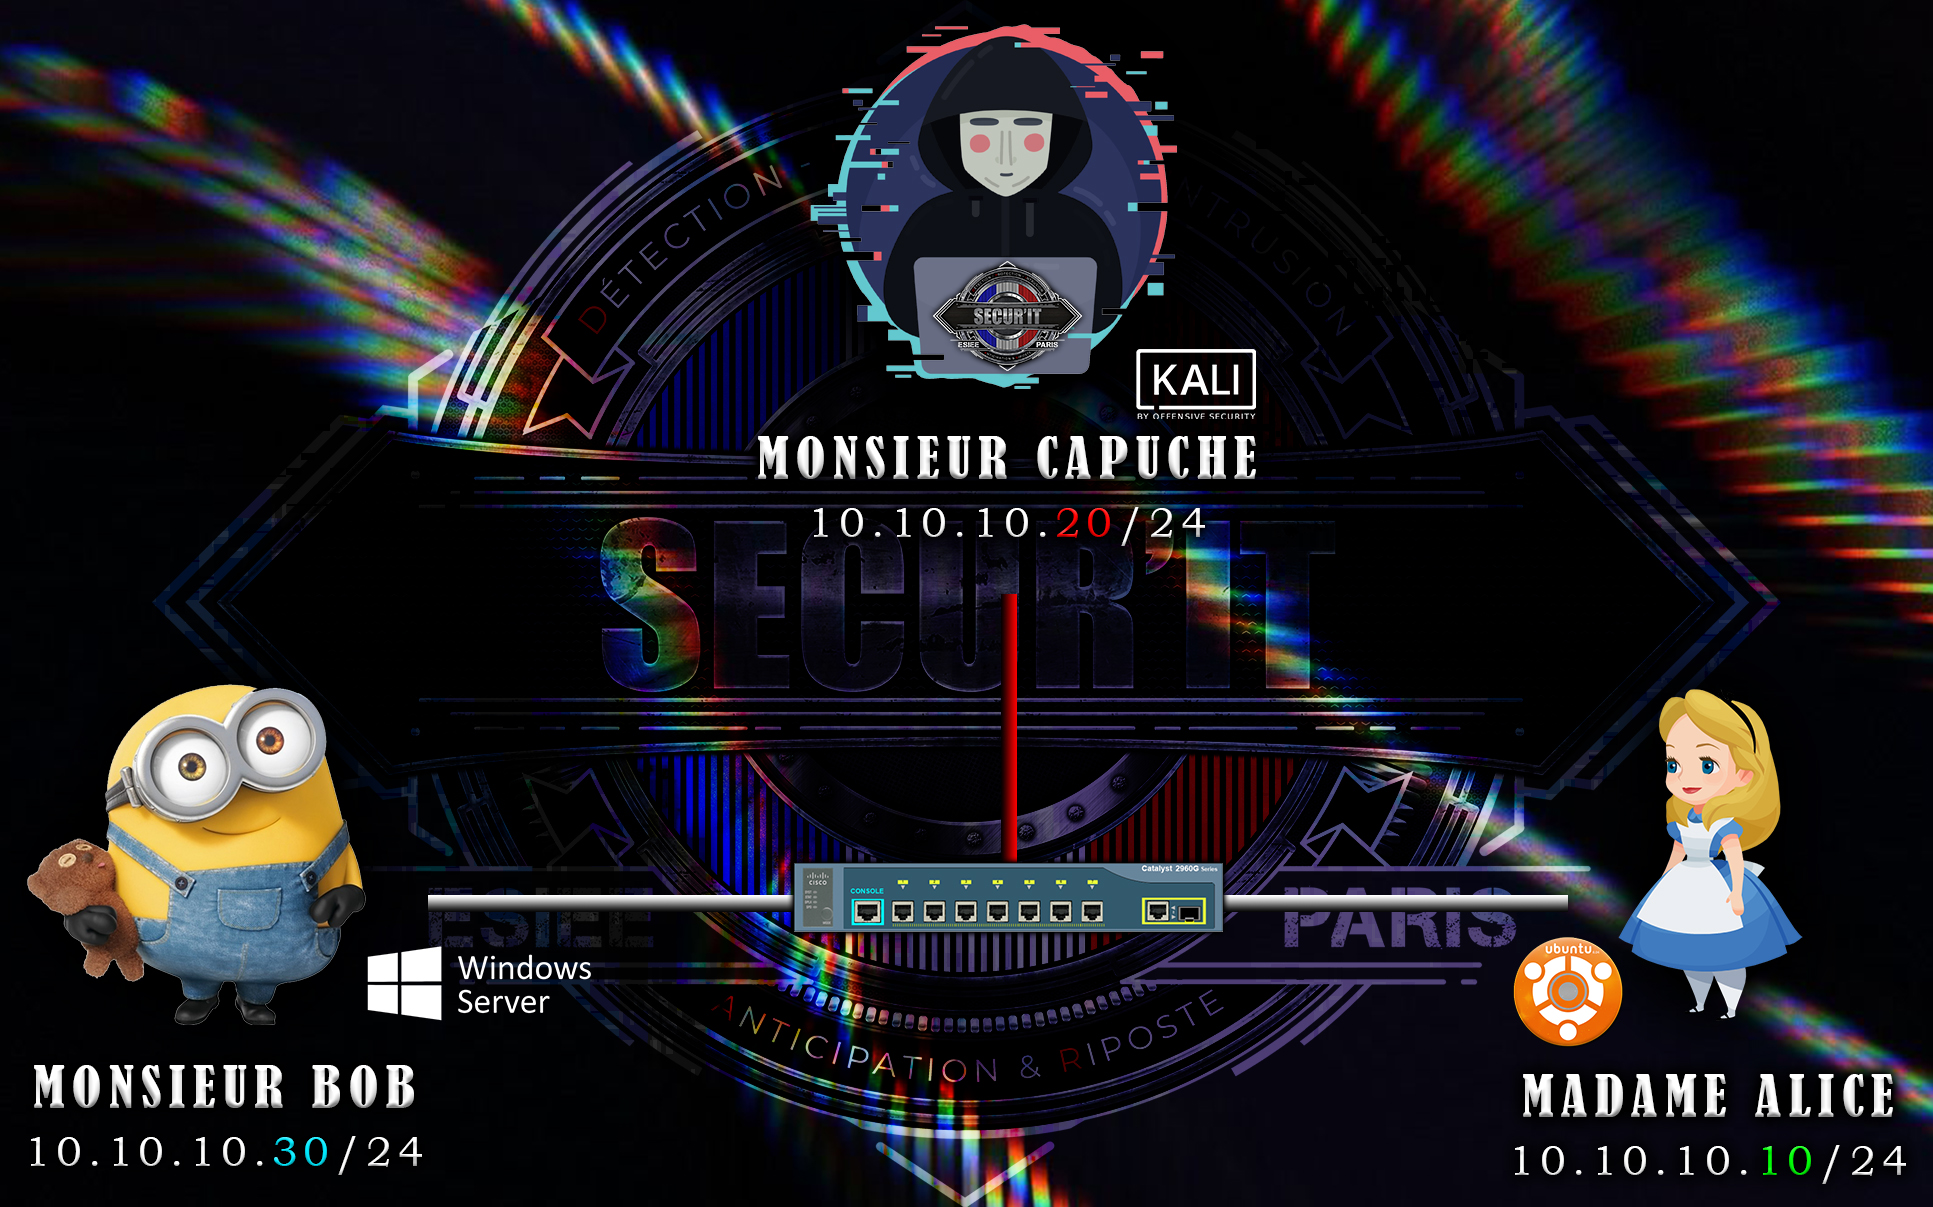 DÉTECTION -
INTRUSION
SECUR'IT
ESIEE PARIS
KALI
BY OFFENSIVE SECURITY
MONSIEUR CAPUCHE
10.10.10.20/24
SECUR'IT
Catalyst 2960G Series
CISCO
CONSOLE
ESIEE
PARIS
ubuntu
Windows
Server
ANTICIPATION & RIPOSTE
MONSIEUR BOB
10.10.10.30/24
MADAME ALICE
10.10.10.10/24